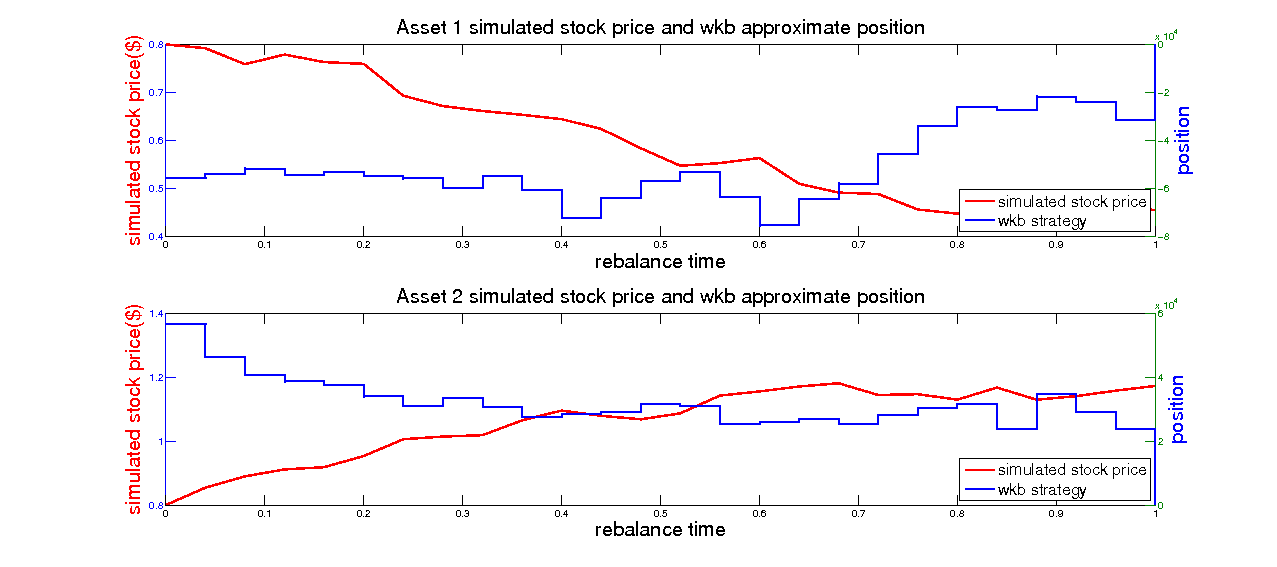 Asset 1 simulated stock price and wkb approximate position
x 10^4
simulated stock price($)
0.8
0.7
0.6
0.5
0.4
0
-2
-4
-6
-8
position
simulated stock price
wkb strategy
0 0.1 0.2 0.3 0.4 0.5 0.6 0.7 0.8 0.9 1
rebalance time
Asset 2 simulated stock price and wkb approximate position
x 10^4
simulated stock price($)
1.4
1.2
1
0.8
6
4
2
0
position
simulated stock price
wkb strategy
0 0.1 0.2 0.3 0.4 0.5 0.6 0.7 0.8 0.9 1
rebalance time